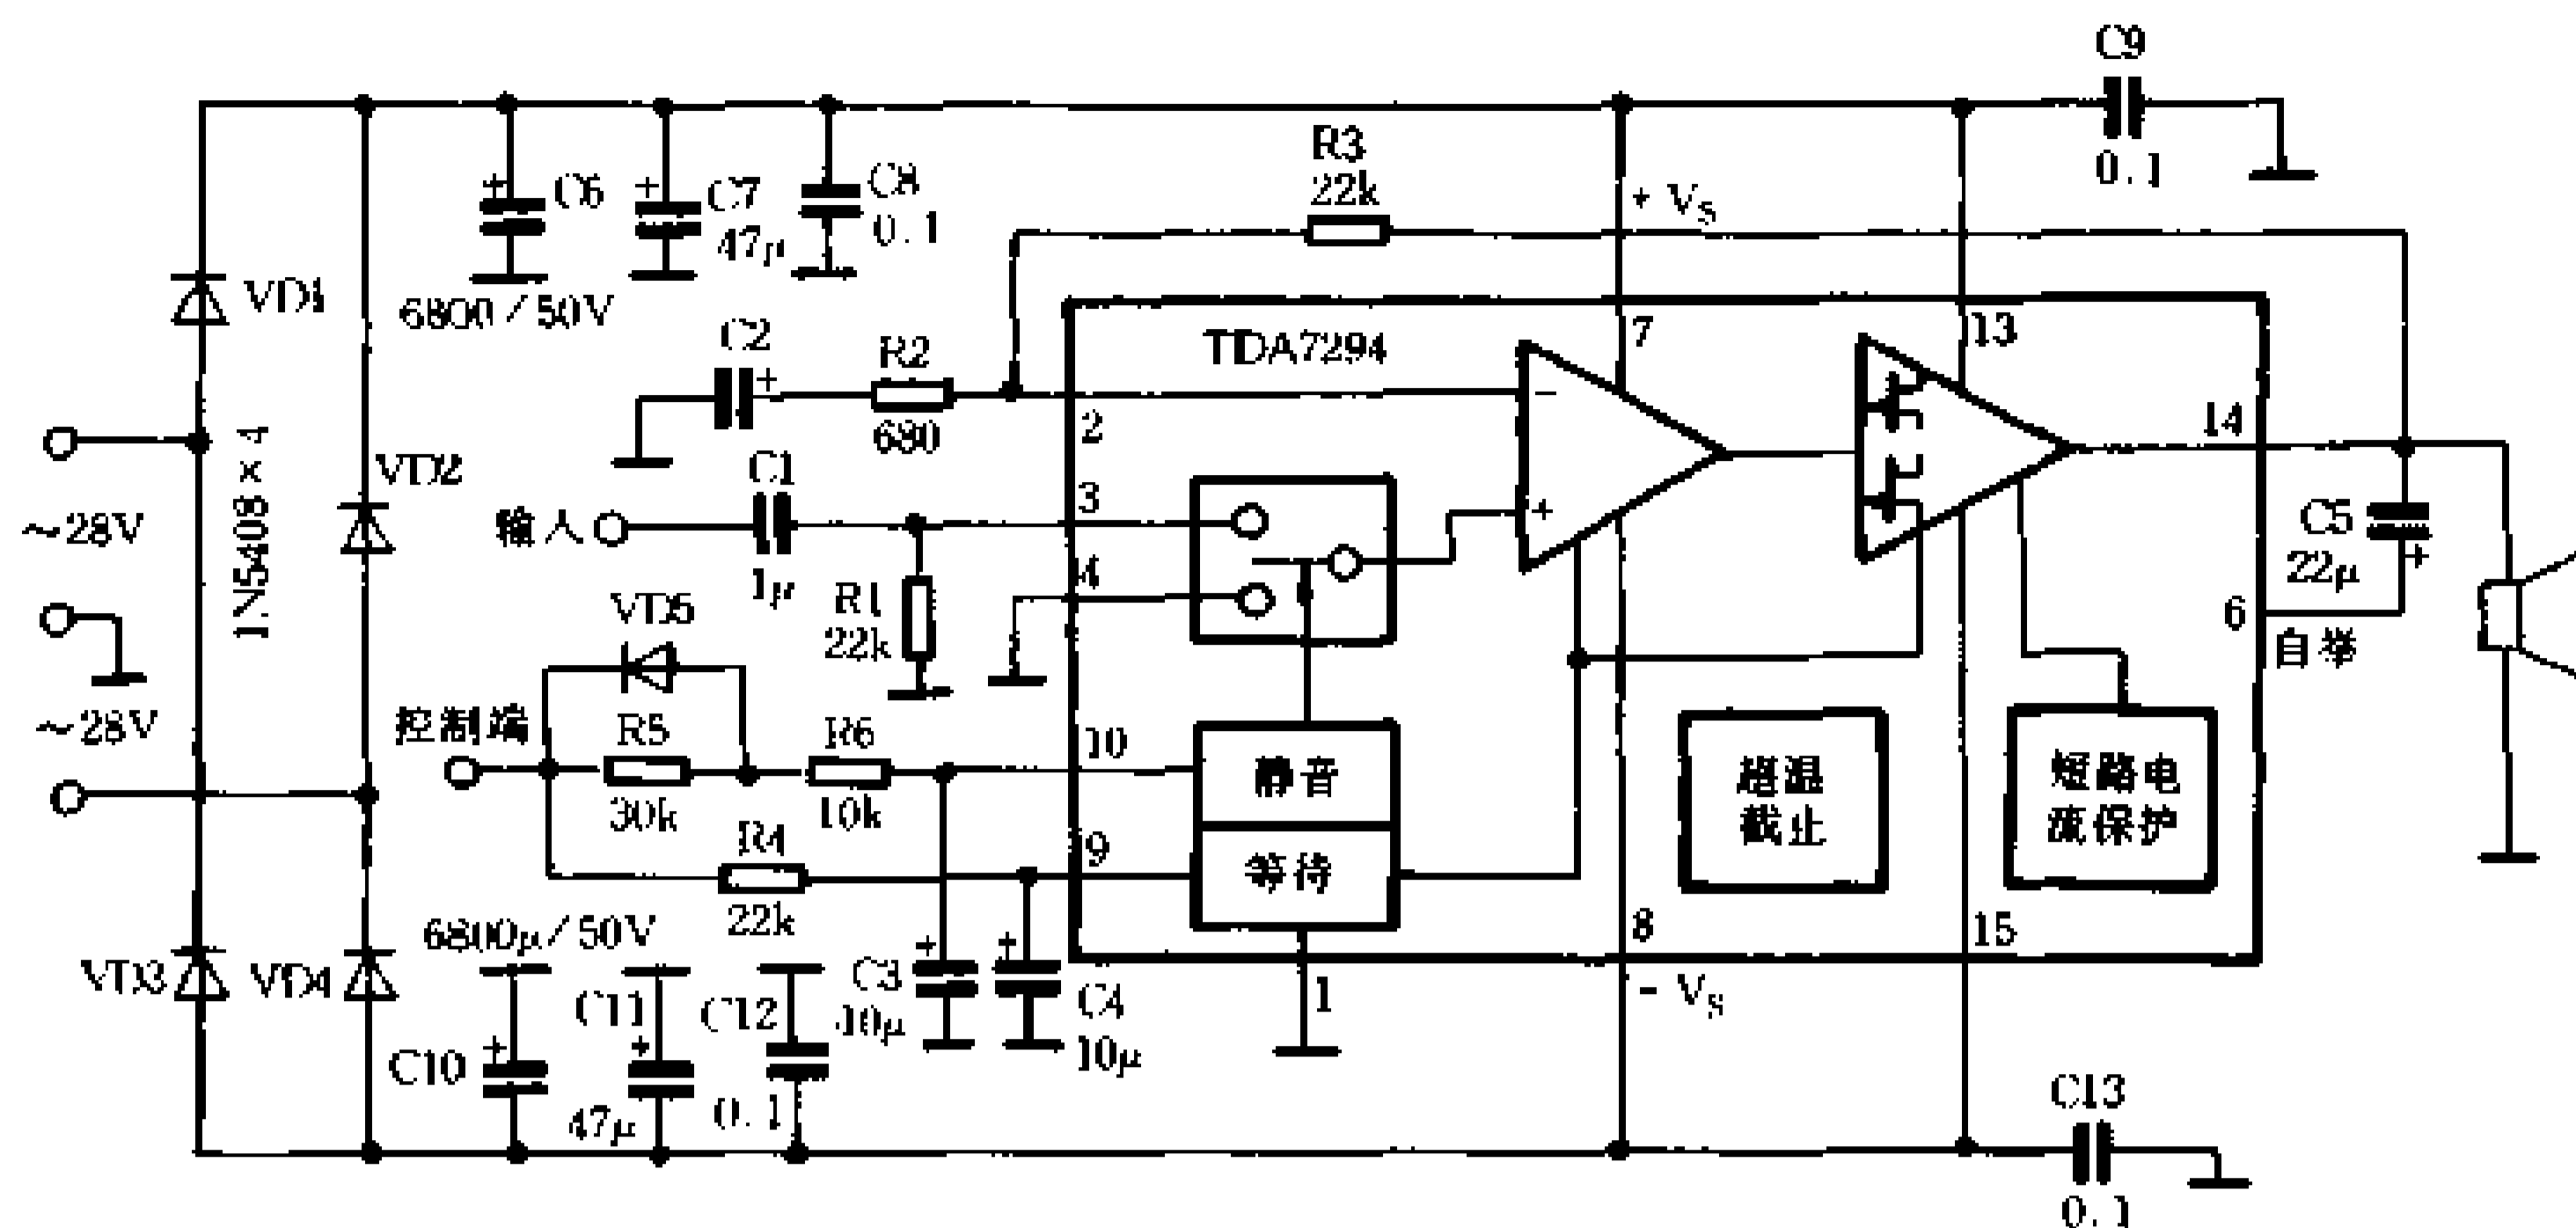 C9
0.1
R3
22k
+ Vs
C6
+
C7
47μ
+
C8
0.1
6800/50V
VD1
1N5408×4
VD2
C2
+
R2
680
TDA7294
7
13
2
−
14
C1
1μ
输入
3
+
4
R1
22k
C5
22μ
+
6
自举
~28V
~28V
VD5
控制端
R5
30k
R6
10k
10
静音
超温
截止
短路电
流保护
R4
22k
9
等待
8
15
1
− Vs
6800μ/50V
VD3
VD4
C10
+
C11
47μ
+
C12
0.1
C3
10μ
+
C4
10μ
+
C13
0.1